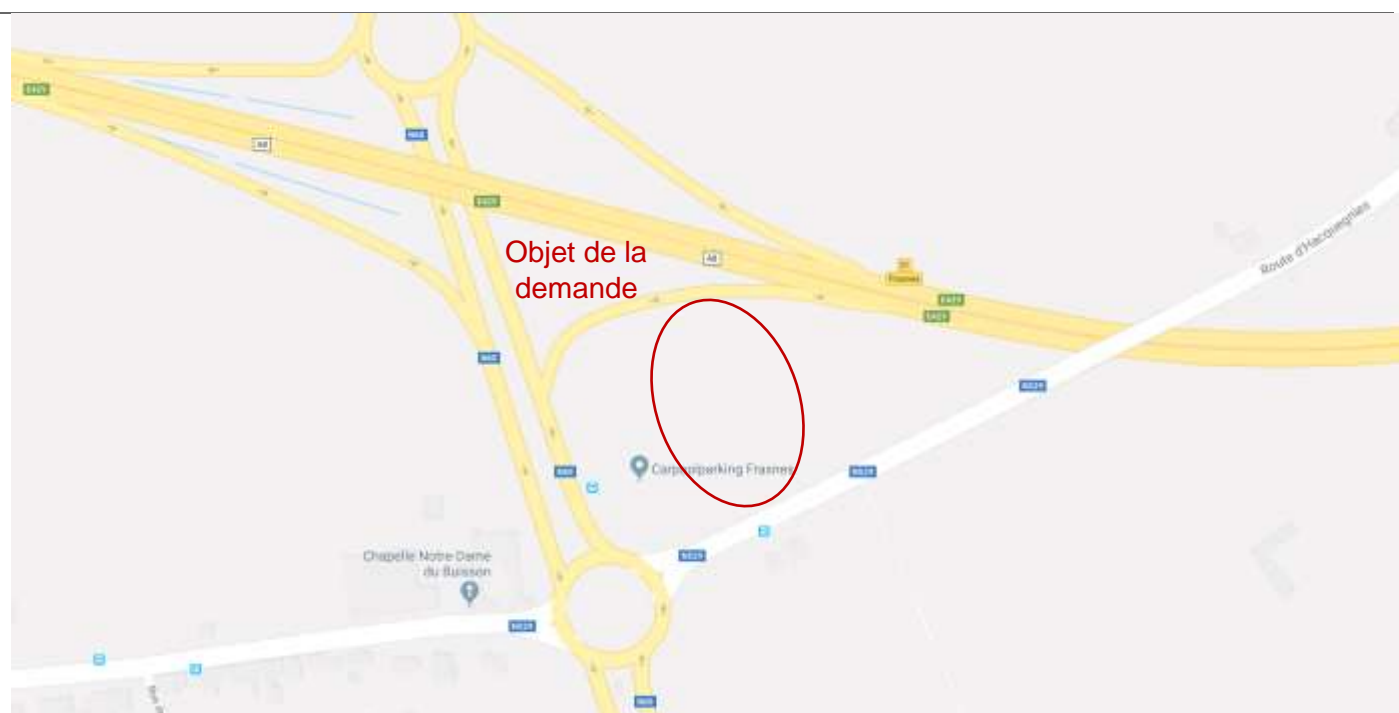 E429
N60
A8
E429
Route d'Hacquegnies
Objet de la
demande
A8
Frasnes
E429
E429
N60
N529
Carpoolparking Frasnes
N60
N529
Chapelle Notre Dame
du Buisson
N529
N529
N60